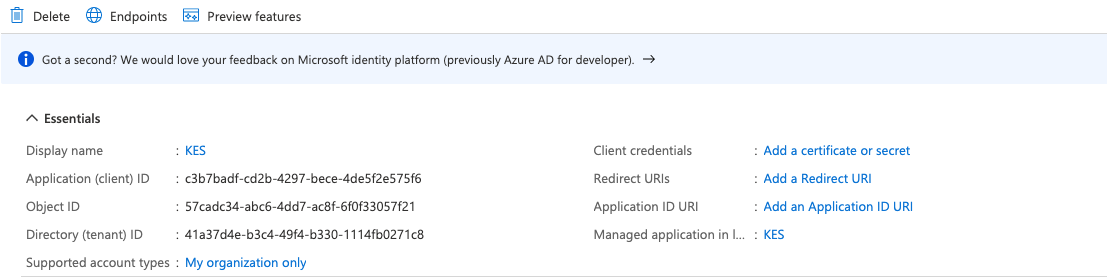 Delete Endpoints Preview features
Got a second? We would love your feedback on Microsoft identity platform (previously Azure AD for developer). →
Essentials
Display name : KES
Application (client) ID : c3b7badf-cd2b-4297-bece-4de5f2e575f6
Object ID : 57cadc34-abc6-4dd7-ac8f-6f0f33057f21
Directory (tenant) ID : 41a37d4e-b3c4-49f4-b330-1114fb0271c8
Supported account types : My organization only
Client credentials : Add a certificate or secret
Redirect URIs : Add a Redirect URI
Application ID URI : Add an Application ID URI
Managed application in l... : KES